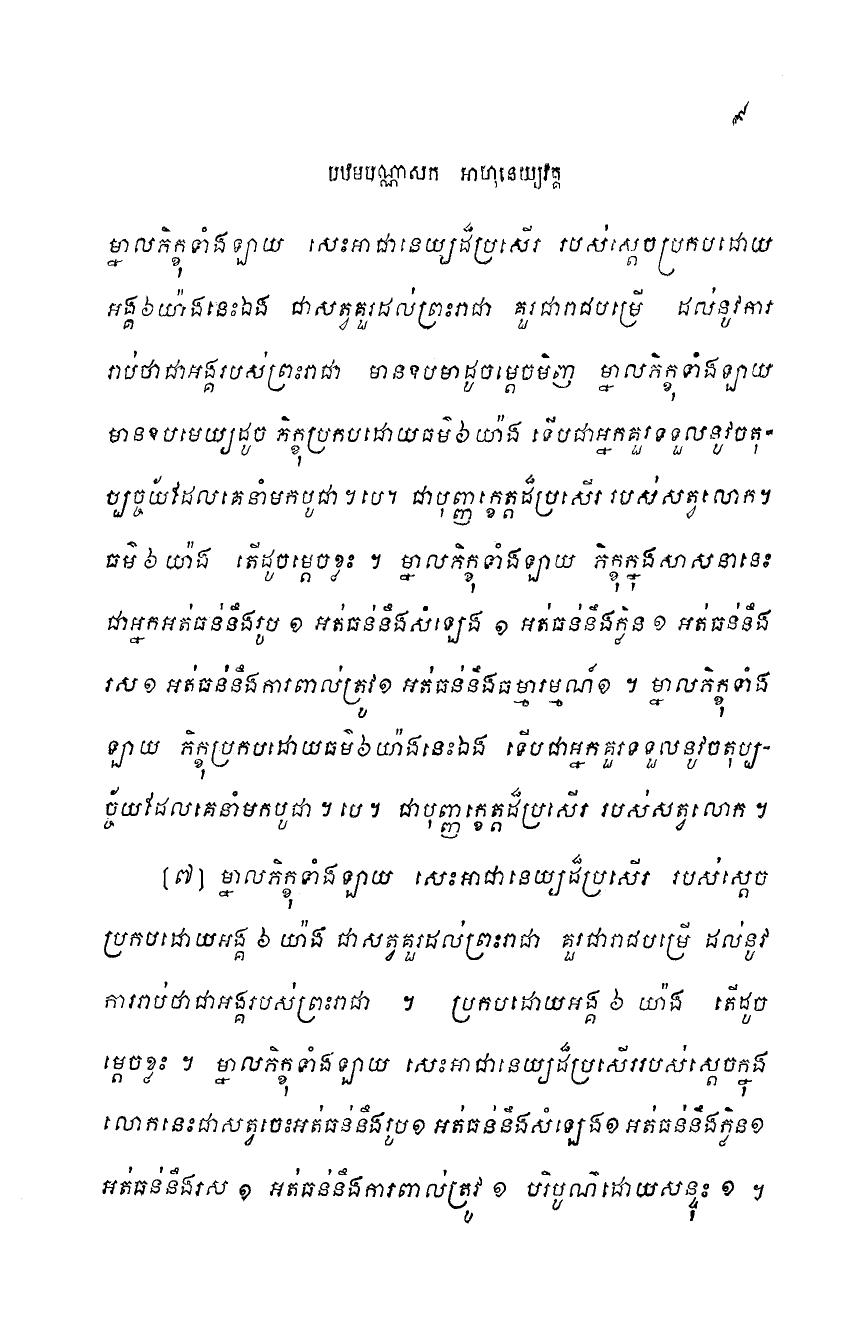 ៩
បឋមបណ្ណាសក អាហុនេយ្យវគ្គ
ម្នាលភិក្ខុទាំងឡាយ សេះអាជានេយ្យដ៏ប្រសើរ របស់ស្តេចប្រកបដោយ
អង្គ៦យ៉ាងនេះឯង ជាសត្វគួរដល់ព្រះរាជា គួរជារាជបម្រើ ដល់នូវការ
រាប់ថាជាអង្គរបស់ព្រះរាជា មានឧបមាដូចម្តេចមិញ ម្នាលភិក្ខុទាំងឡាយ
មានឧបមេយ្យដូច ភិក្ខុប្រកបដោយធម៌៦យ៉ាង ទើបជាអ្នកគួរទទួលនូវចតុ-
ប្បច្ច័យដែលគេនាំមកបូជា ។បេ។ ជាបុញ្ញក្ខេត្តដ៏ប្រសើរ របស់សត្វលោក។
ធម៌ ៦ យ៉ាង តើដូចម្តេចខ្លះ ។ ម្នាលភិក្ខុទាំងឡាយ ភិក្ខុក្នុងសាសនានេះ
ជាអ្នកអត់ធន់នឹងរូប ១ អត់ធន់នឹងសំឡេង ១ អត់ធន់នឹងក្លិន ១ អត់ធន់នឹង
រស ១ អត់ធន់នឹងការពាល់ត្រូវ១ អត់ធន់នឹងធម្មារម្មណ៍១ ។ ម្នាលភិក្ខុទាំង
ឡាយ ភិក្ខុប្រកបដោយធម៌៦យ៉ាងនេះឯង ទើបជាអ្នកគួរទទួលនូវចតុប្ប-
ច្ច័យដែលគេនាំមកបូជា ។ បេ ។ ជាបុញ្ញក្ខេត្តដ៏ប្រសើរ របស់សត្វលោក ។
[៧] ម្នាលភិក្ខុទាំងឡាយ សេះអាជានេយ្យដ៏ប្រសើរ របស់ស្តេច
ប្រកបដោយអង្គ ៦ យ៉ាង ជាសត្វគួរដល់ព្រះរាជា គួរជារាជបម្រើ ដល់នូវ
ការរាប់ថាជាអង្គរបស់ព្រះរាជា ។ ប្រកបដោយអង្គ ៦ យ៉ាង តើដូច
ម្តេចខ្លះ ។ ម្នាលភិក្ខុទាំងឡាយ សេះអាជានេយ្យដ៏ប្រសើររបស់ស្តេចក្នុង
លោកនេះជាសត្វចេះអត់ធន់នឹងរូប១ អត់ធន់នឹងសំឡេង១ អត់ធន់នឹងក្លិន១
អត់ធន់នឹងរស ១ អត់ធន់នឹងការពាល់ត្រូវ ១ បរិបូណ៌ដោយសន្ទុះ ១ ។